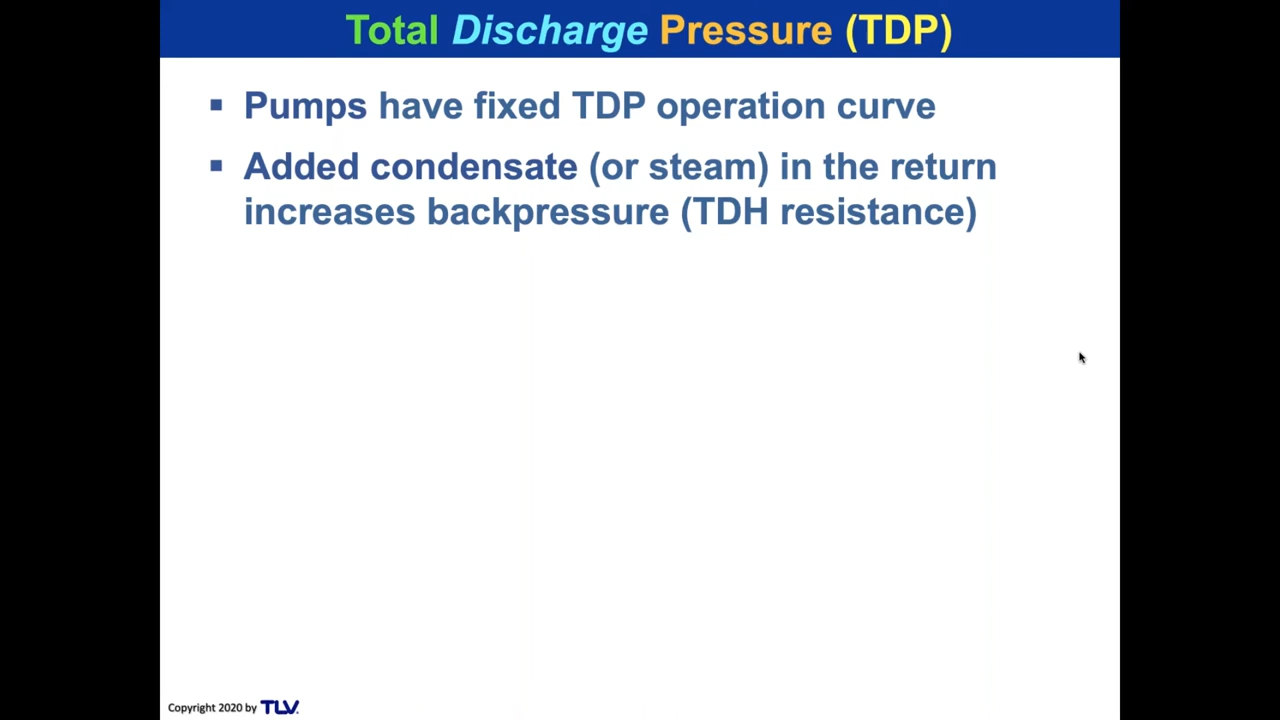 Total Discharge Pressure (TDP)
▪ Pumps have fixed TDP operation curve
▪ Added condensate (or steam) in the return
increases backpressure (TDH resistance)
Copyright 2020 by TLV.